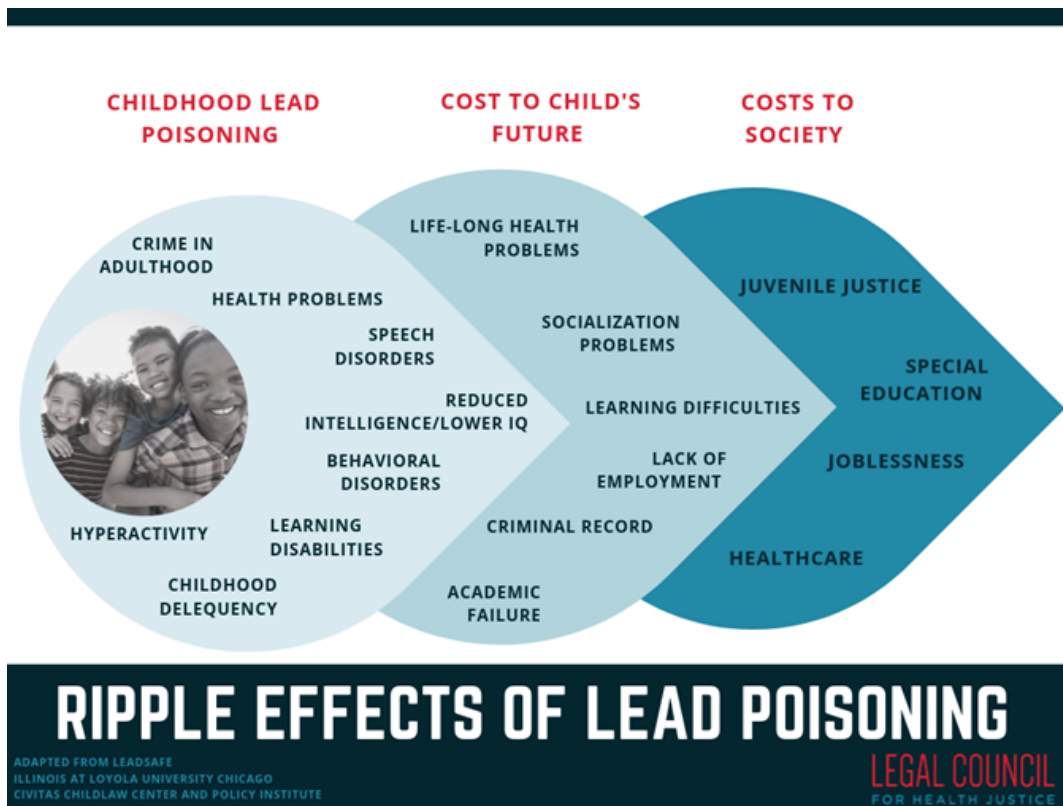 CHILDHOOD LEAD
POISONING
COST TO CHILD'S
FUTURE
COSTS TO
SOCIETY
CRIME IN
ADULTHOOD
HEALTH PROBLEMS
SPEECH
DISORDERS
REDUCED
INTELLIGENCE/LOWER IQ
BEHAVIORAL
DISORDERS
HYPERACTIVITY
LEARNING
DISABILITIES
CHILDHOOD
DELEQUENCY
LIFE-LONG HEALTH
PROBLEMS
SOCIALIZATION
PROBLEMS
LEARNING DIFFICULTIES
LACK OF
EMPLOYMENT
CRIMINAL RECORD
ACADEMIC
FAILURE
JUVENILE JUSTICE
SPECIAL
EDUCATION
JOBLESSNESS
HEALTHCARE
RIPPLE EFFECTS OF LEAD POISONING
ADAPTED FROM LEADSAFE
ILLINOIS AT LOYOLA UNIVERSITY CHICAGO
CIVITAS CHILDLAW CENTER AND POLICY INSTITUTE
LEGAL COUNCIL
FOR HEALTH JUSTICE